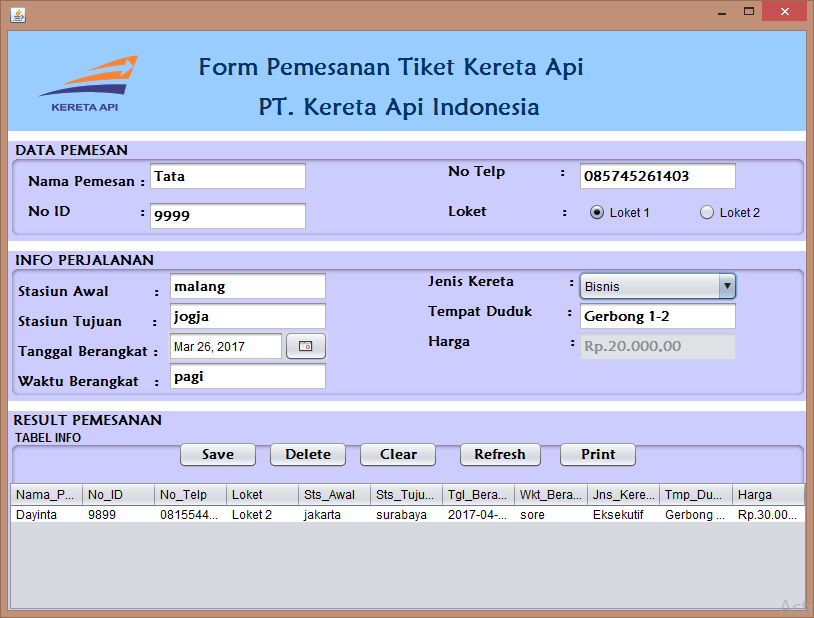 KERETA API
Form Pemesanan Tiket Kereta Api
PT. Kereta Api Indonesia
DATA PEMESAN
Nama Pemesan : Tata
No ID : 9999
No Telp : 085745261403
Loket : Loket 1 Loket 2
INFO PERJALANAN
Stasiun Awal : malang
Stasiun Tujuan : jogja
Tanggal Berangkat : Mar 26, 2017
Waktu Berangkat : pagi
Jenis Kereta : Bisnis
Tempat Duduk : Gerbong 1-2
Harga : Rp.20.000,00
RESULT PEMESANAN
TABEL INFO
Save Delete Clear Refresh Print
Nama_P... No_ID No_Telp Loket Sts_Awal Sts_Tuju... Tgl_Bera... Wkt_Bera... Jns_Kere... Tmp_Du... Harga
Dayinta 9899 0815544... Loket 2 jakarta surabaya 2017-04-... sore Eksekutif Gerbong ... Rp.30.00...